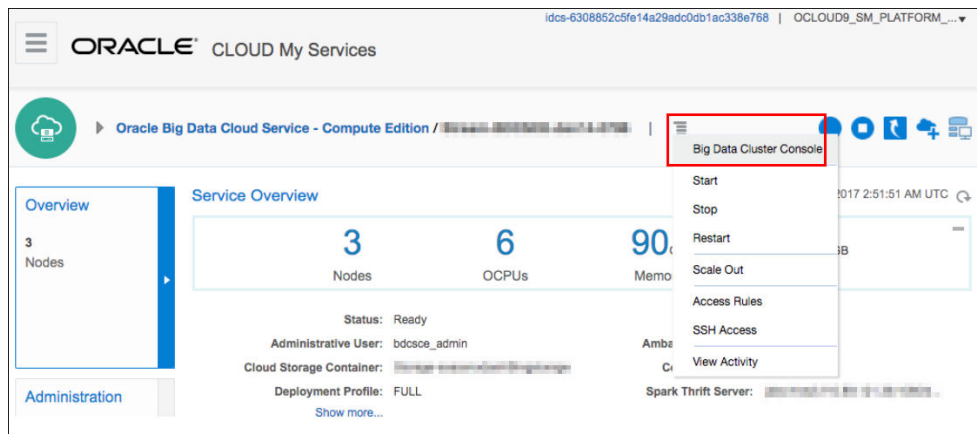 idcs-6308852c5fe14a29adc0db1ac338e768 | OCLOUD9_SM_PLATFORM_...
ORACLE CLOUD My Services
Oracle Big Data Cloud Service - Compute Edition / |
Big Data Cluster Console
Start
Stop
Restart
Scale Out
Access Rules
SSH Access
View Activity
Overview
3
Nodes
Administration
Service Overview
2017 2:51:51 AM UTC
3
Nodes
6
OCPUs
90
Status: Ready
Administrative User: bdcsce_admin
Cloud Storage Container:
Deployment Profile: FULL
Show more...
Spark Thrift Server: